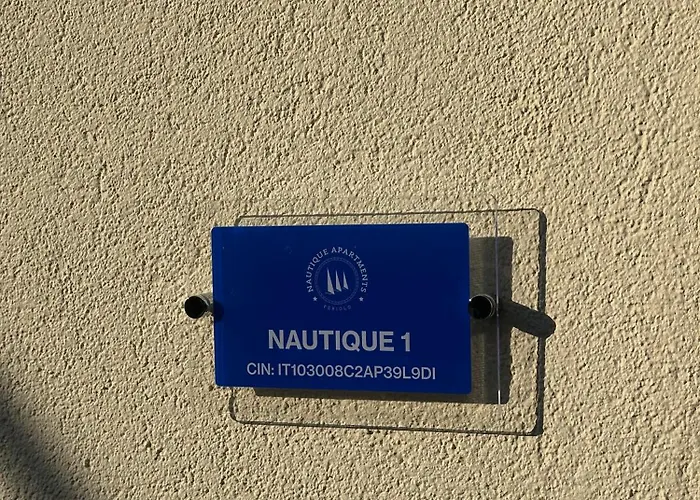 NAUTIQUE APARTMENTS
NAUTIQUE 1
CIN: IT103008C2AP39L9DI